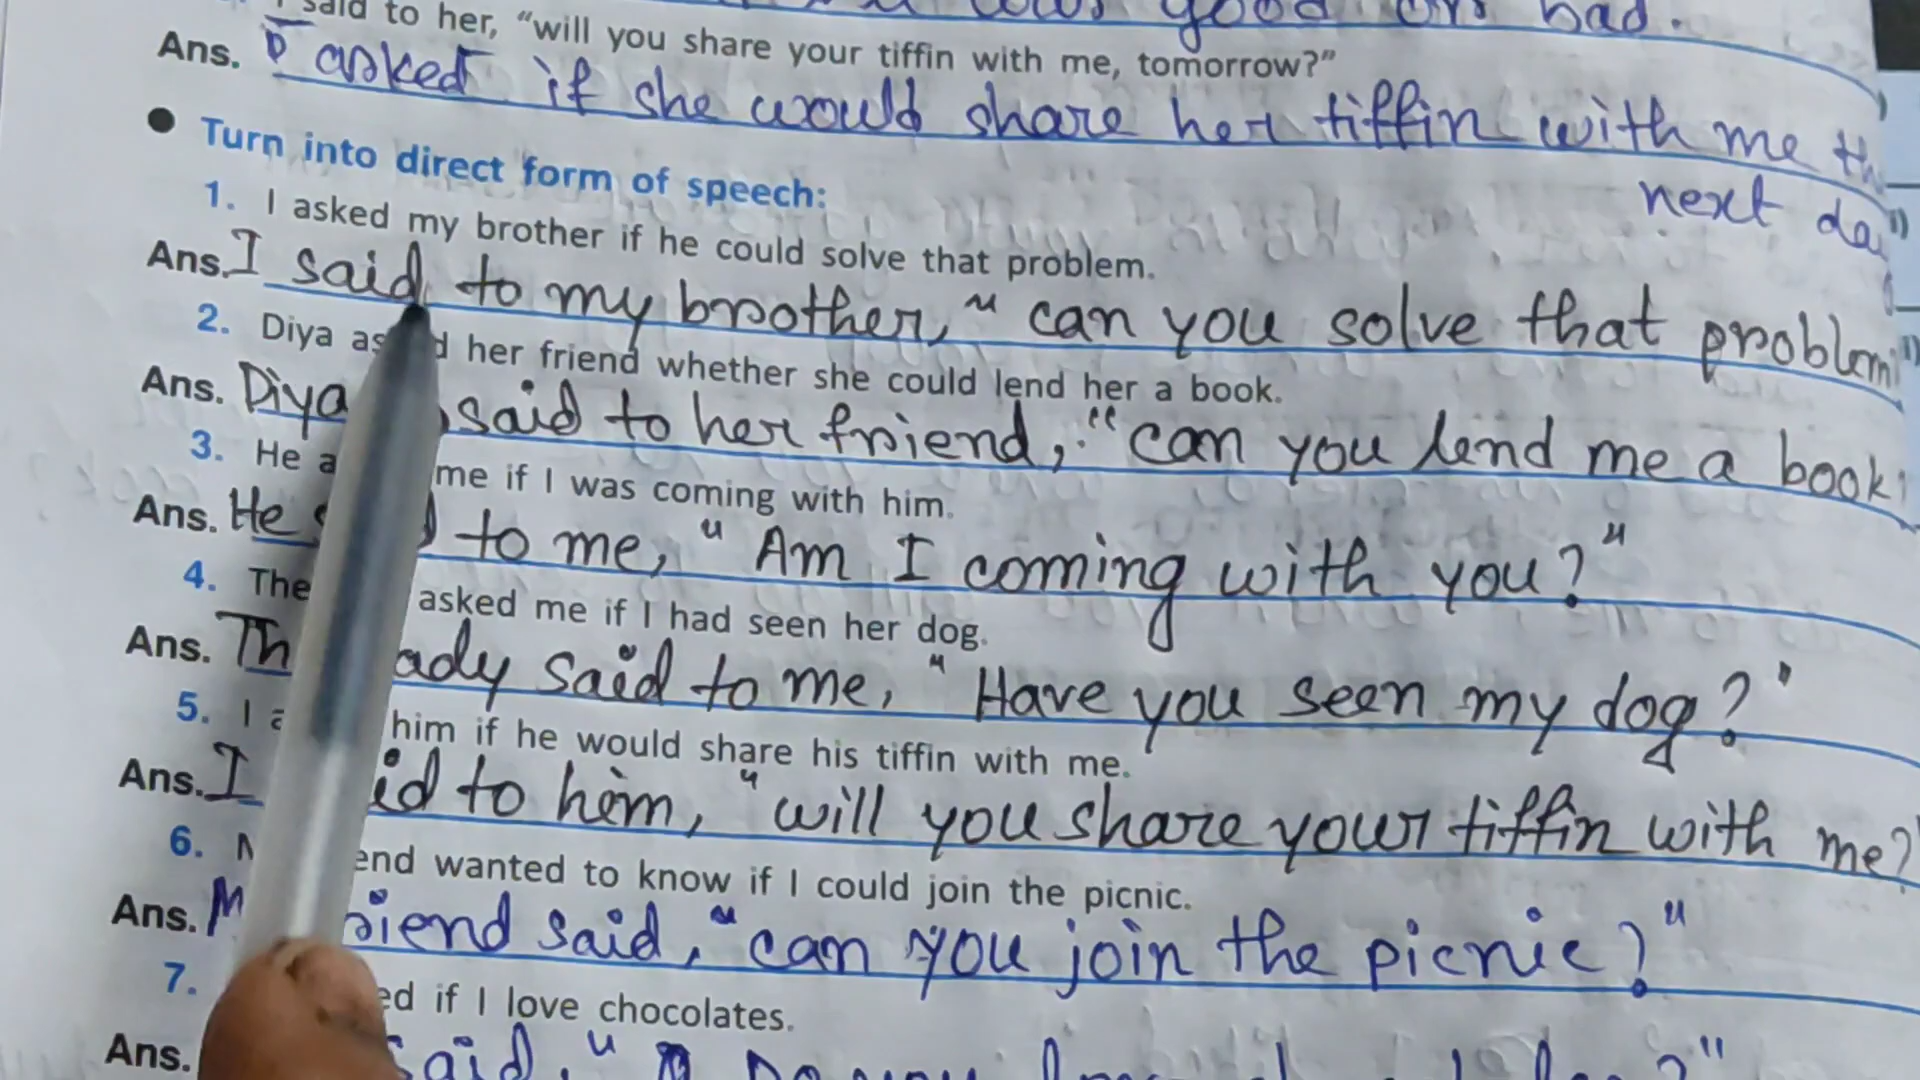 said to her, "will you share your tiffin with me, tomorrow?"
good or bad.
Ans. I asked if she would share her tiffin with me
next da
● Turn into direct form of speech:
1. I asked my brother if he could solve that problem.
Ans. I said to my brother, "can you solve that problem
2. Diya as d her friend whether she could lend her a book.
Ans. Diya said to her friend, "can you lend me a book
3. He a me if I was coming with him.
Ans. He to me, "Am I coming with you?"
4. The asked me if I had seen her dog.
Ans. Th ady said to me, "Have you seen my dog?"
5. I a him if he would share his tiffin with me.
Ans. I id to him, "will you share your tiffin with me?
6. M end wanted to know if I could join the picnic.
Ans. M riend said, "can you join the picnic?"
7. ed if I love chocolates.
Ans. said, "